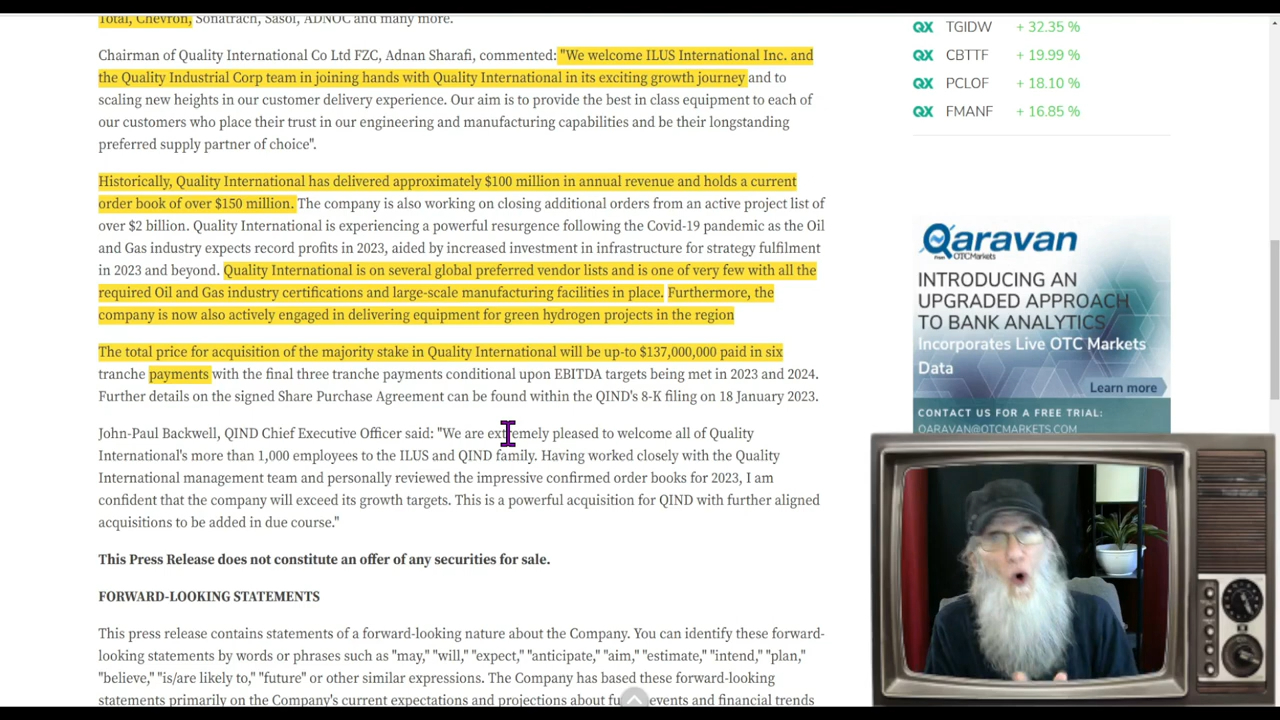 Total, Chevron, Sonatrach, Sasol, ADNOC and many more.
Chairman of Quality International Co Ltd FZC, Adnan Sharafi, commented: "We welcome ILUS International Inc. and
the Quality Industrial Corp team in joining hands with Quality International in its exciting growth journey and to
scaling new heights in our customer delivery experience. Our aim is to provide the best in class equipment to each of
our customers who place their trust in our engineering and manufacturing capabilities and be their longstanding
preferred supply partner of choice".
Historically, Quality International has delivered approximately $100 million in annual revenue and holds a current
order book of over $150 million. The company is also working on closing additional orders from an active project list of
over $2 billion. Quality International is experiencing a powerful resurgence following the Covid-19 pandemic as the Oil
and Gas industry expects record profits in 2023, aided by increased investment in infrastructure for strategy fulfilment
in 2023 and beyond. Quality International is on several global preferred vendor lists and is one of very few with all the
required Oil and Gas industry certifications and large-scale manufacturing facilities in place. Furthermore, the
company is now also actively engaged in delivering equipment for green hydrogen projects in the region
The total price for acquisition of the majority stake in Quality International will be up-to $137,000,000 paid in six
tranche payments with the final three tranche payments conditional upon EBITDA targets being met in 2023 and 2024.
Further details on the signed Share Purchase Agreement can be found within the QIND's 8-K filing on 18 January 2023.
John-Paul Backwell, QIND Chief Executive Officer said: "We are extremely pleased to welcome all of Quality
International's more than 1,000 employees to the ILUS and QIND family. Having worked closely with the Quality
International management team and personally reviewed the impressive confirmed order books for 2023, I am
confident that the company will exceed its growth targets. This is a powerful acquisition for QIND with further aligned
acquisitions to be added in due course."
This Press Release does not constitute an offer of any securities for sale.
FORWARD-LOOKING STATEMENTS
This press release contains statements of a forward-looking nature about the Company. You can identify these forward-
looking statements by words or phrases such as "may," "will," "expect," "anticipate," "aim," "estimate," "intend," "plan,"
"believe," "is/are likely to," "future" or other similar expressions. The Company has based these forward-looking
statements primarily on the Company's current expectations and projections about events and financial trends
QX TGIDW + 32.35 %
QX CBTTF + 19.99 %
QX PCLOF + 18.10 %
QX FMANF + 16.85 %
Qaravan
From OTCMarkets
INTRODUCING AN
UPGRADED APPROACH
TO BANK ANALYTICS
Incorporates Live OTC Markets
Data
Learn more
CONTACT US FOR A FREE TRIAL:
QARAVAN@OTCMARKETS.COM